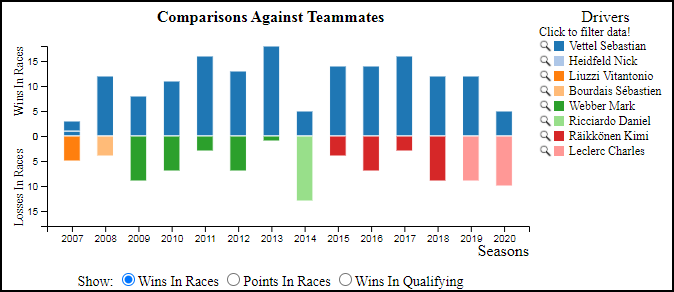 Comparisons Against Teammates
Drivers
Click to filter data!
Vettel Sebastian
Heidfeld Nick
Liuzzi Vitantonio
Bourdais Sébastien
Webber Mark
Ricciardo Daniel
Räikkönen Kimi
Leclerc Charles
Wins In Races
Losses In Races
15
10
5
0
5
10
15
2007 2008 2009 2010 2011 2012 2013 2014 2015 2016 2017 2018 2019 2020
Seasons
Show: Wins In Races Points In Races Wins In Qualifying